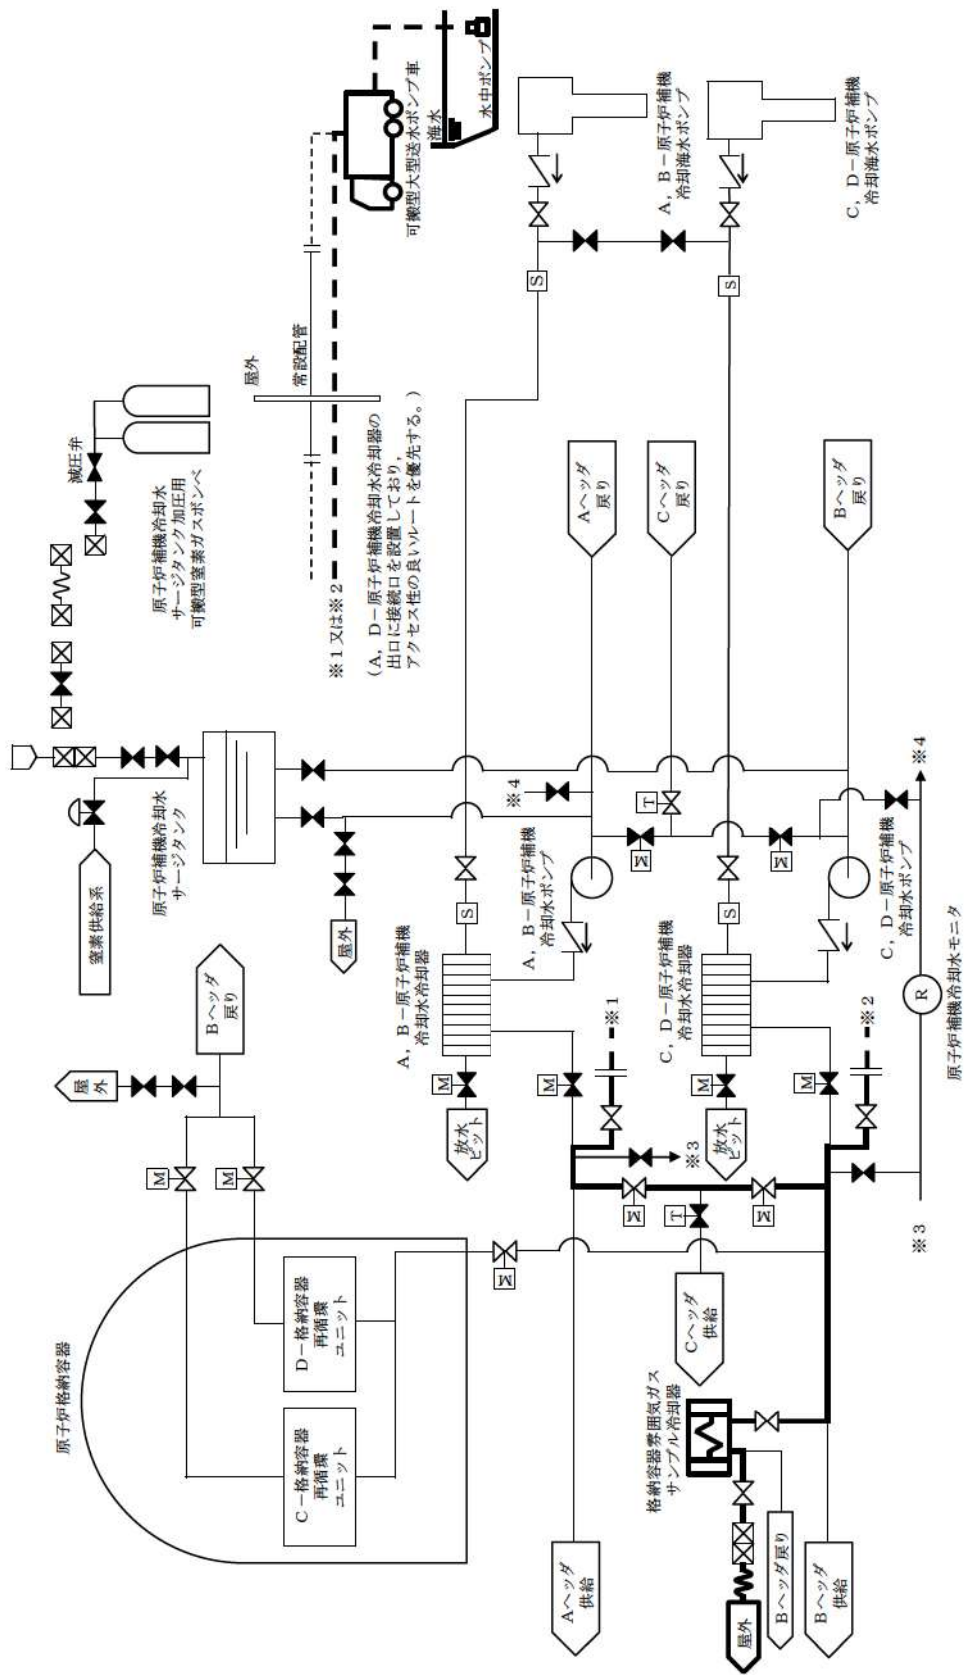 原子炉格納容器
C－格納容器
再循環
ユニット
D－格納容器
再循環
ユニット
M
M
M
屋外
Bヘッダ
戻り
窒素供給系
原子炉補機冷却水
サージタンク
屋外
減圧弁
原子炉補機冷却水
サージタンク加圧用
可搬型窒素ガスボンベ
屋外
常設配管
※1又は※2
(A，D－原子炉補機冷却水冷却器の
出口に接続口を設置しており，
アクセス性の良いルートを優先する。)
可搬型大型送水ポンプ車
海水
水中ポンプ
Aヘッダ
供給
放水
ピット
M
M
A，B－原子炉補機
冷却水冷却器
S
A，B－原子炉補機
冷却水ポンプ
※4
Aヘッダ
戻り
S
A，B－原子炉補機
冷却海水ポンプ
※1
※3
M
T
M
Cヘッダ
供給
M
T
M
Cヘッダ
戻り
格納容器雰囲気ガス
サンプル冷却器
屋外
Bヘッダ戻り
Bヘッダ
供給
放水
ピット
M
M
C，D－原子炉補機
冷却水冷却器
S
C，D－原子炉補機
冷却水ポンプ
Bヘッダ
戻り
S
C，D－原子炉補機
冷却海水ポンプ
※2
※3
R
原子炉補機冷却水モニタ
※4